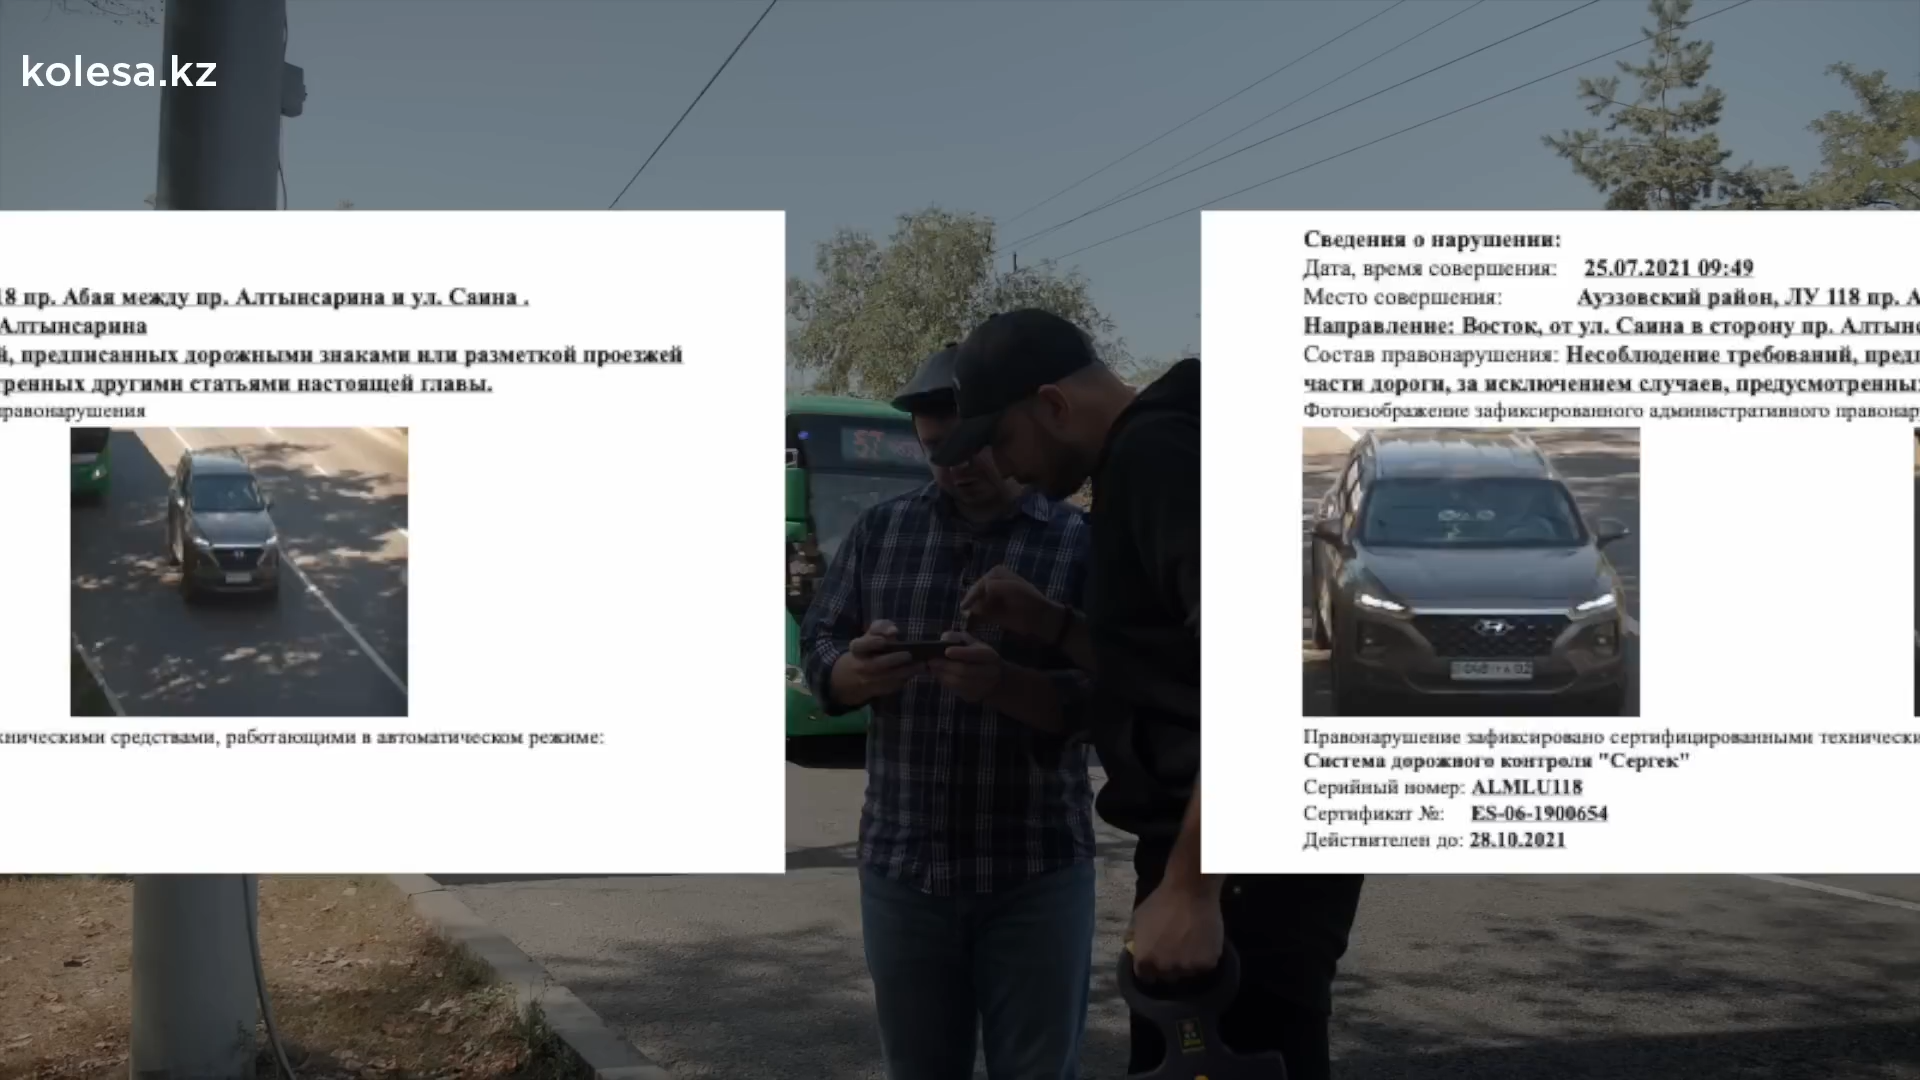 kolesa.kz
18 пр. Абая между пр. Алтынсарина и ул. Саина .
Алтынсарина
й, предписанных дорожными знаками или разметкой проезжей
тренных другими статьями настоящей главы.
правонарушения
хническими средствами, работающими в автоматическом режиме:
Сведения о нарушении:
Дата, время совершения: 25.07.2021 09:49
Место совершения: Ауэзовский район, ЛУ 118 пр. А
Направление: Восток, от ул. Саина в сторону пр. Алтынс
Состав правонарушения: Несоблюдение требований, пред
части дороги, за исключением случаев, предусмотренных
Фотоизображение зафиксированного административного правонар
Правонарушение зафиксировано сертифицированными технически
Система дорожного контроля "Сергек"
Серийный номер: ALMLU118
Сертификат №: ES-06-1900654
Действителен до: 28.10.2021
57